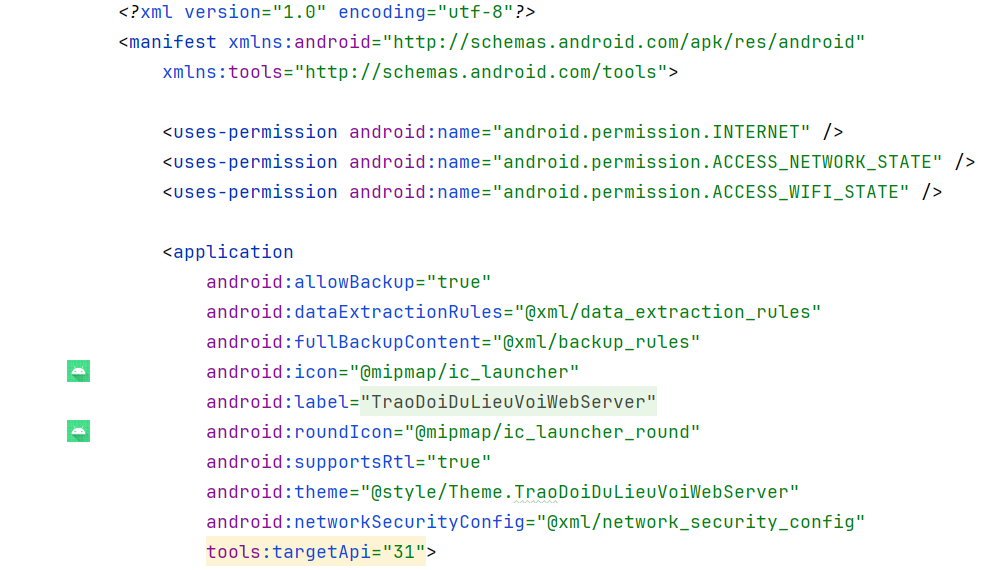 <?xml version="1.0" encoding="utf-8"?>
<manifest xmlns:android="http://schemas.android.com/apk/res/android"
    xmlns:tools="http://schemas.android.com/tools">

    <uses-permission android:name="android.permission.INTERNET" />
    <uses-permission android:name="android.permission.ACCESS_NETWORK_STATE" />
    <uses-permission android:name="android.permission.ACCESS_WIFI_STATE" />

    <application
        android:allowBackup="true"
        android:dataExtractionRules="@xml/data_extraction_rules"
        android:fullBackupContent="@xml/backup_rules"
        android:icon="@mipmap/ic_launcher"
        android:label="TraoDoiDuLieuVoiWebServer"
        android:roundIcon="@mipmap/ic_launcher_round"
        android:supportsRtl="true"
        android:theme="@style/Theme.TraoDoiDuLieuVoiWebServer"
        android:networkSecurityConfig="@xml/network_security_config"
        tools:targetApi="31">